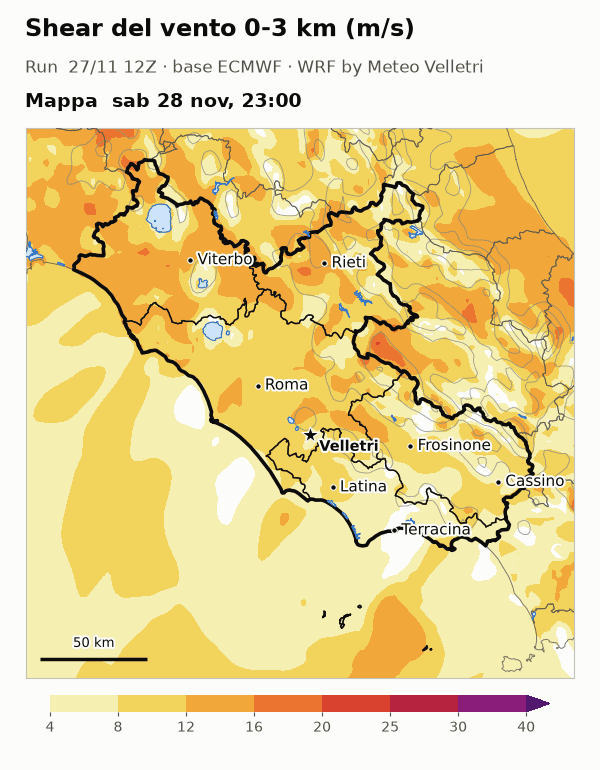 Shear del vento 0-3 km (m/s)
Run  27/11 12Z · base ECMWF · WRF by Meteo Velletri
Mappa  sab 28 nov, 23:00
Viterbo
Rieti
Roma
Velletri
Frosinone
Latina
Cassino
Terracina
50 km
4 8 12 16 20 25 30 40